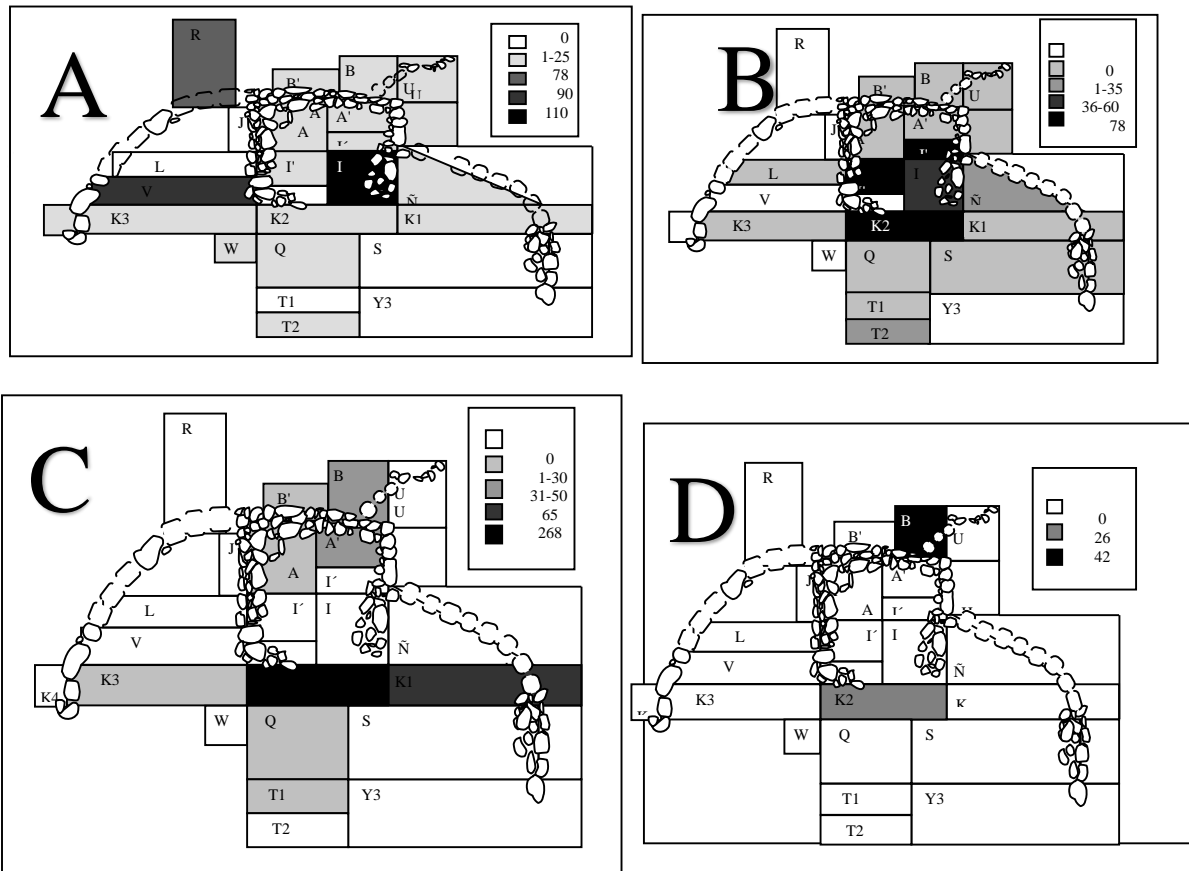 A
R
B
B'
U
A
A
A'
J
I´
L
I'
I
V
Ñ
K3
K2
K1
W
Q
S
T1
Y3
T2
0
1-25
78
90
110
B
R
B
B'
U
A'
J
I'
L
I
V
Ñ
K3
K2
K1
W
Q
S
T1
Y3
T2
0
1-35
36-60
78
C
R
B
B'
U
U
J'
A'
A
I´
L
I´
I
V
Ñ
K4
K3
K1
W
Q
S
T1
Y3
T2
0
1-30
31-50
65
268
D
R
B
B'
U
A'
J
A
I´
L
I´
I
V
Ñ
K3
K2
K
W
Q
S
T1
Y3
T2
0
26
42